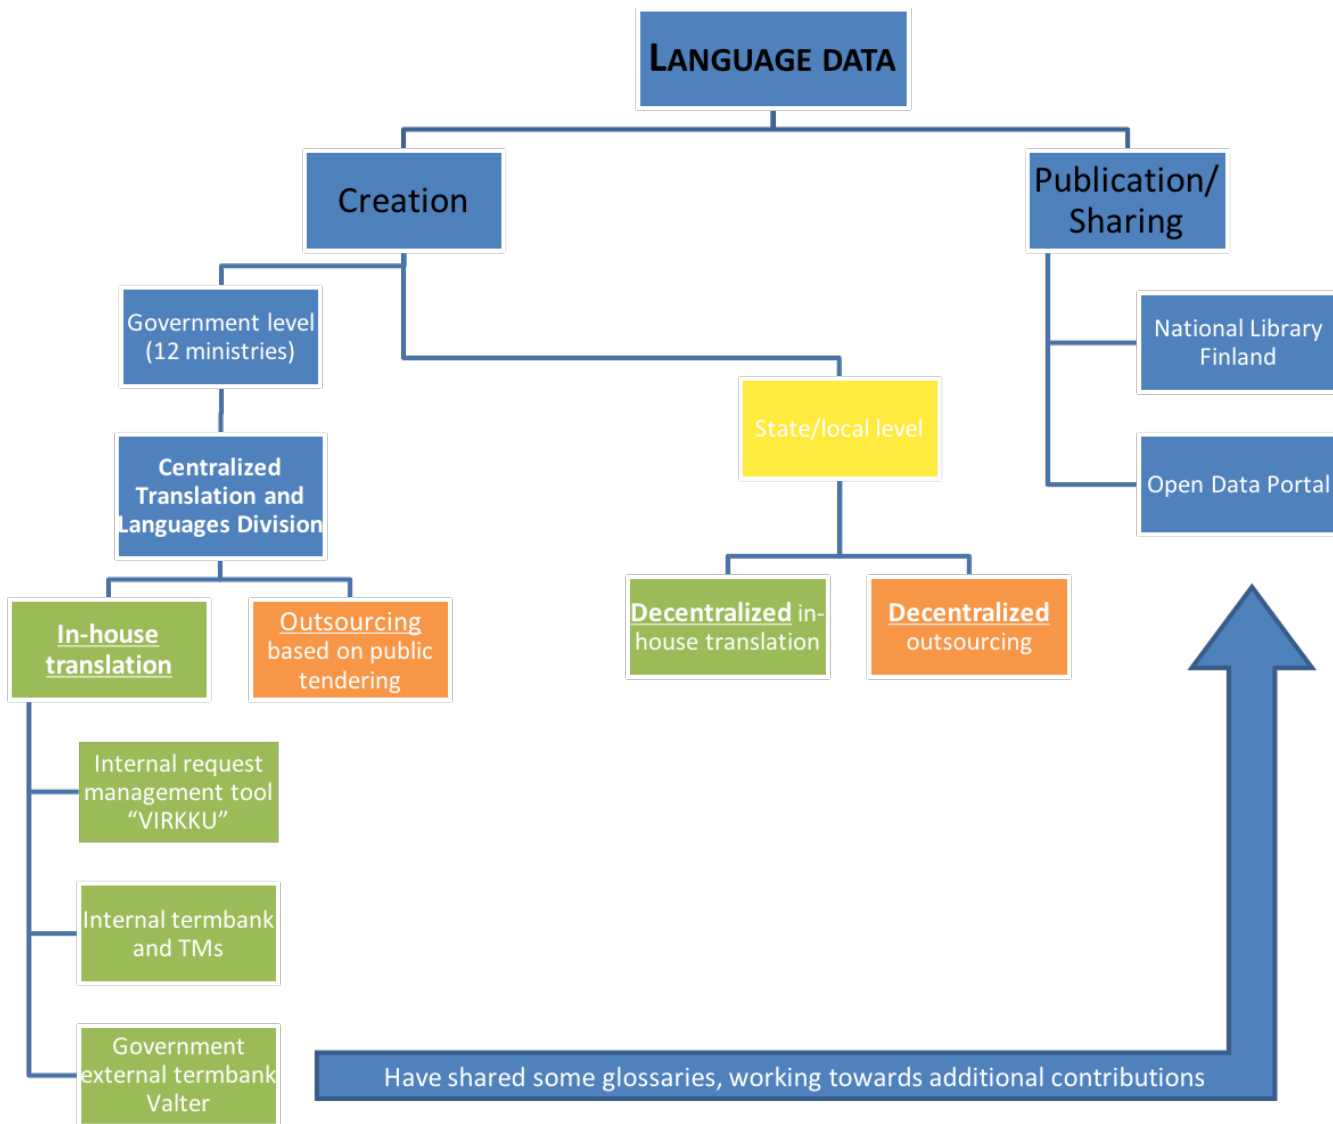 LANGUAGE DATA
Creation
Publication/
Sharing
Government level
(12 ministries)
National Library
Finland
State/local level
Centralized
Translation and
Languages Division
Open Data Portal
In-house
translation
Outsourcing
based on public
tendering
Decentralized in-
house translation
Decentralized
outsourcing
Internal request
management tool
“VIRKKU”
Internal termbank
and TMs
Government
external termbank
Valter
Have shared some glossaries, working towards additional contributions